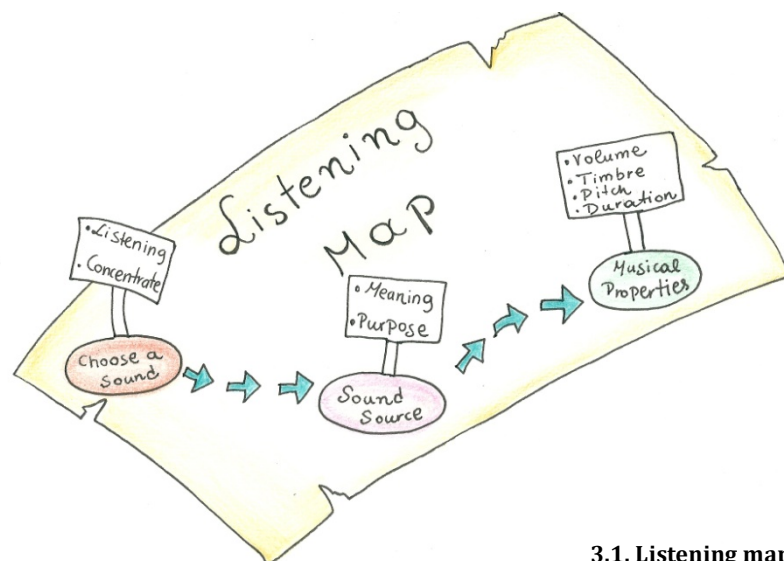 Listening
Map
• Listening
• Concentrate
Choose a
Sound
• Meaning
• Purpose
Sound
Source
• Volume
• Timbre
• Pitch
• Duration
Musical
Properties
3.1. Listening map